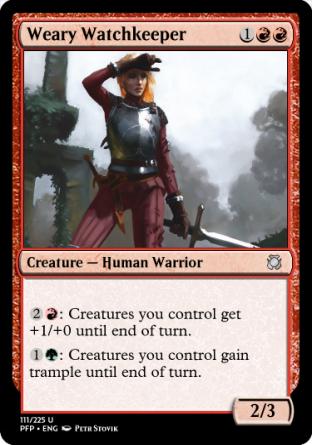 Weary Watchkeeper 1
Creature — Human Warrior
2: Creatures you control get
+1/+0 until end of turn.
1: Creatures you control gain
trample until end of turn.
2/3
111/225 U
PFP • ENG Petr Stovik